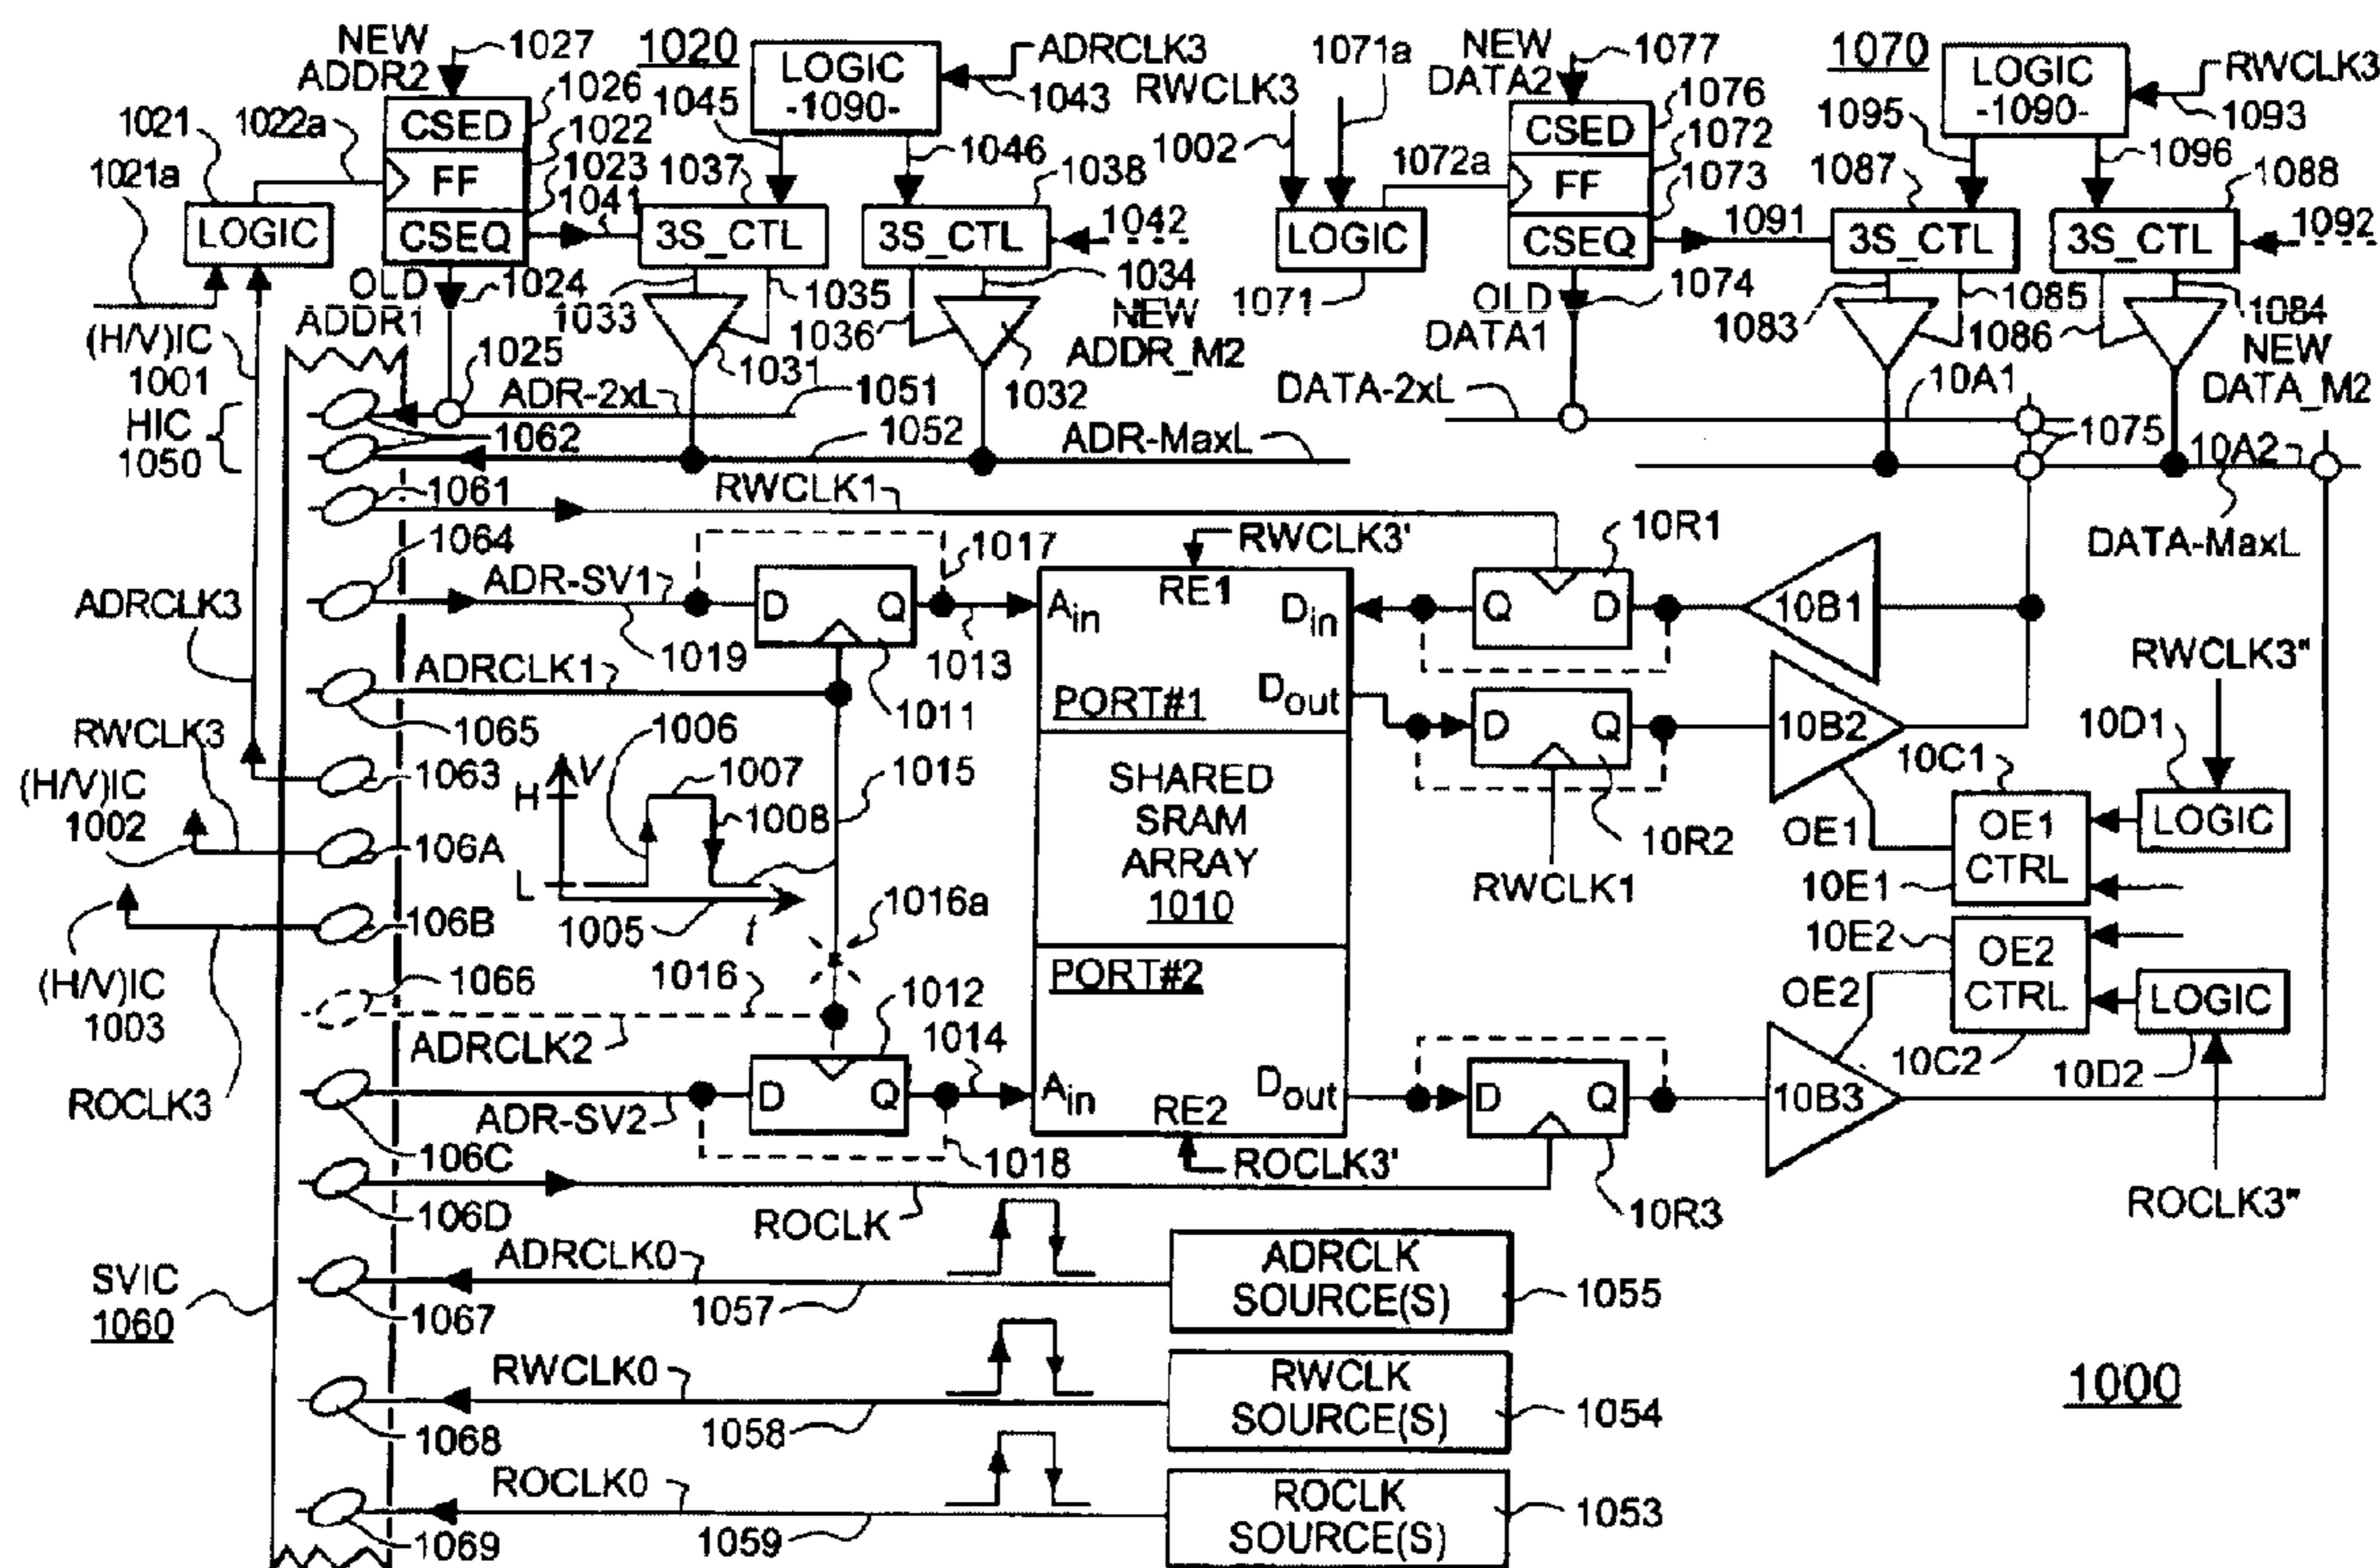 NEW
ADDR2
1027
1020
LOGIC
-1090-
ADRCLK3
1043
1071a
RWCLK3
NEW
DATA2
1077
1070
LOGIC
-1090-
RWCLK3
1093
1021
1022a
1026
CSED
1022
FF
1023
CSEQ
1041
1045
1037
1046
1038
1002
1072a
CSED
1076
FF
1072
CSEQ
1073
1095
1087
1096
1088
1021a
LOGIC
3S_CTL
3S_CTL
1042
LOGIC
1071
1091
3S_CTL
3S_CTL
1092
OLD
ADDR1
1024
1033
1035
1036
1034
NEW
ADDR_M2
OLD
DATA1
1074
1083
1085
1086
1084
NEW
DATA_M2
(H/V)IC
1001
1025
1031
1032
HIC
1050
ADR-2xL
1051
DATA-2xL
10A1
1062
1052
ADR-MaxL
1075
10A2
1061
RWCLK1
DATA-MaxL
1064
1017
RWCLK3'
10R1
ADRCLK3
ADR-SV1
D
Q
Ain
RE1
Din
Q
D
10B1
1019
1013
RWCLK3"
ADRCLK1
1065
1011
PORT#1
Dout
D
Q
10B2
10D1
RWCLK3
1006
1007
1015
10C1
(H/V)IC
1002
1063
H
V
1008
SHARED
SRAM
ARRAY
1010
10R2
OE1
OE1
CTRL
LOGIC
106A
L
1005
t
1016a
RWCLK1
10E1
106B
10E2
OE2
CTRL
LOGIC
(H/V)IC
1003
1066
1016
1012
PORT#2
OE2
ADRCLK2
1014
10C2
10D2
ROCLK3
ADR-SV2
D
Q
Ain
RE2
Dout
D
Q
10B3
106C
1018
ROCLK3'
ROCLK3"
106D
ROCLK
10R3
SVIC
1060
ADRCLK0
1067
1057
ADRCLK
SOURCE(S)
1055
RWCLK0
1068
1058
RWCLK
SOURCE(S)
1054
1000
ROCLK0
1069
1059
ROCLK
SOURCE(S)
1053